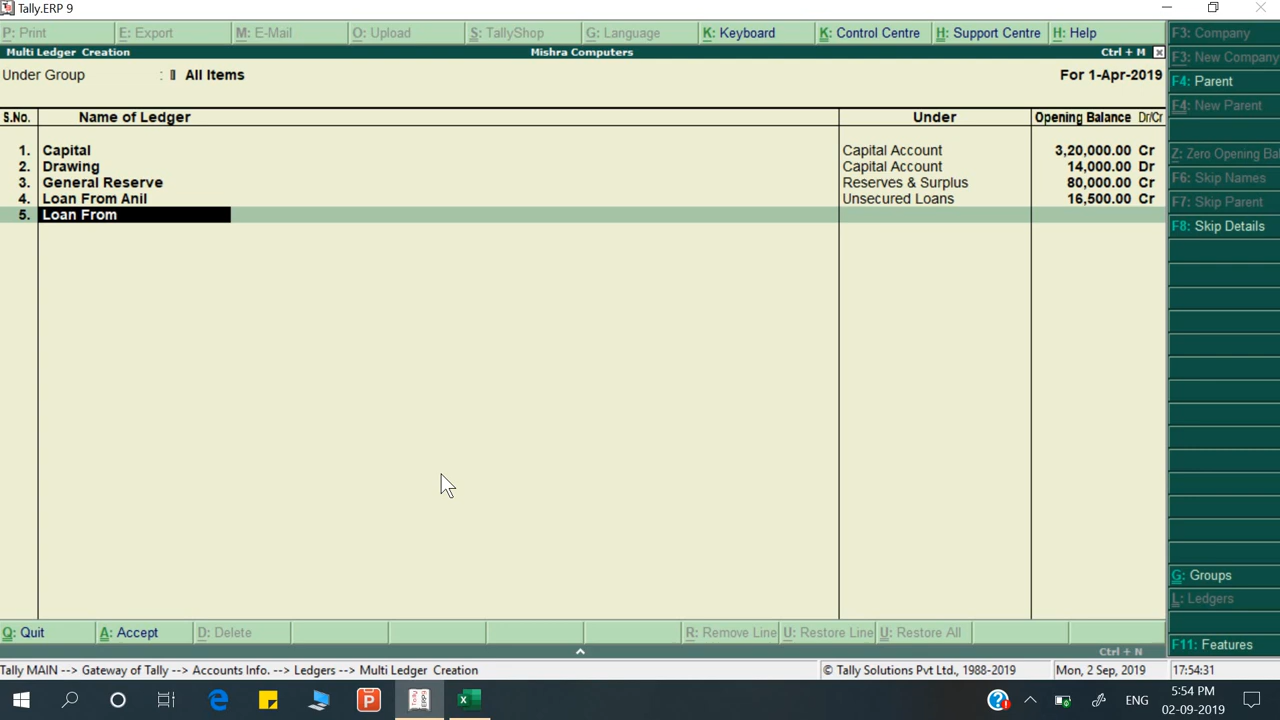 Tally.ERP 9
P: Print E: Export M: E-Mail O: Upload S: TallyShop G: Language K: Keyboard K: Control Centre H: Support Centre H: Help
Multi Ledger Creation Mishra Computers Ctrl + M
Under Group : All Items For 1-Apr-2019
S.No. Name of Ledger Under Opening Balance Dr/Cr
1. Capital Capital Account 3,20,000.00 Cr
2. Drawing Capital Account 14,000.00 Dr
3. General Reserve Reserves & Surplus 80,000.00 Cr
4. Loan From Anil Unsecured Loans 16,500.00 Cr
5. Loan From
F3: Company
F3: New Company
F4: Parent
F4: New Parent
Z: Zero Opening Ba
F6: Skip Names
F7: Skip Parent
F8: Skip Details
G: Groups
L: Ledgers
F11: Features
Q: Quit A: Accept D: Delete R: Remove Line U: Restore Line U: Restore All
Ctrl + N
Tally MAIN --> Gateway of Tally --> Accounts Info. --> Ledgers --> Multi Ledger Creation © Tally Solutions Pvt Ltd., 1988-2019 Mon, 2 Sep, 2019 17:54:31
ENG 5:54 PM
02-09-2019